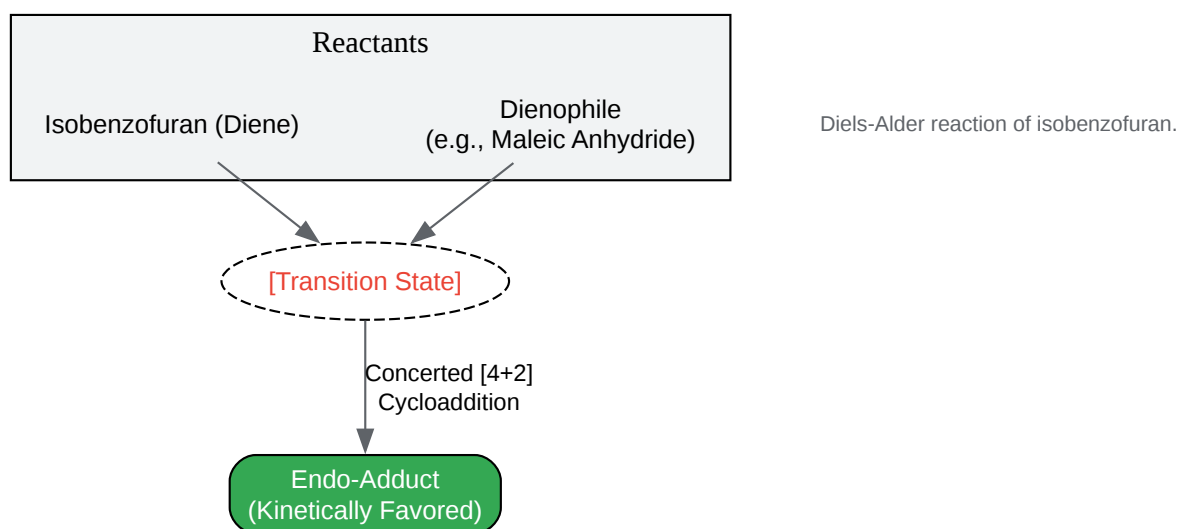 Reactants
Isobenzofuran (Diene)
Dienophile
(e.g., Maleic Anhydride)
Diels-Alder reaction of isobenzofuran.
[Transition State]
Concerted [4+2]
Cycloaddition
Endo-Adduct
(Kinetically Favored)